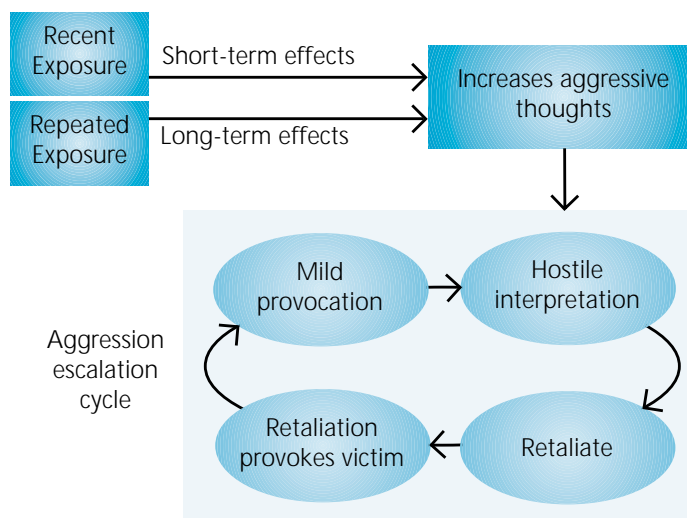 Recent
Exposure
Short-term effects
Increases aggressive
thoughts
Repeated
Exposure
Long-term effects
Mild
provocation
Hostile
interpretation
Aggression
escalation
cycle
Retaliation
provokes victim
Retaliate